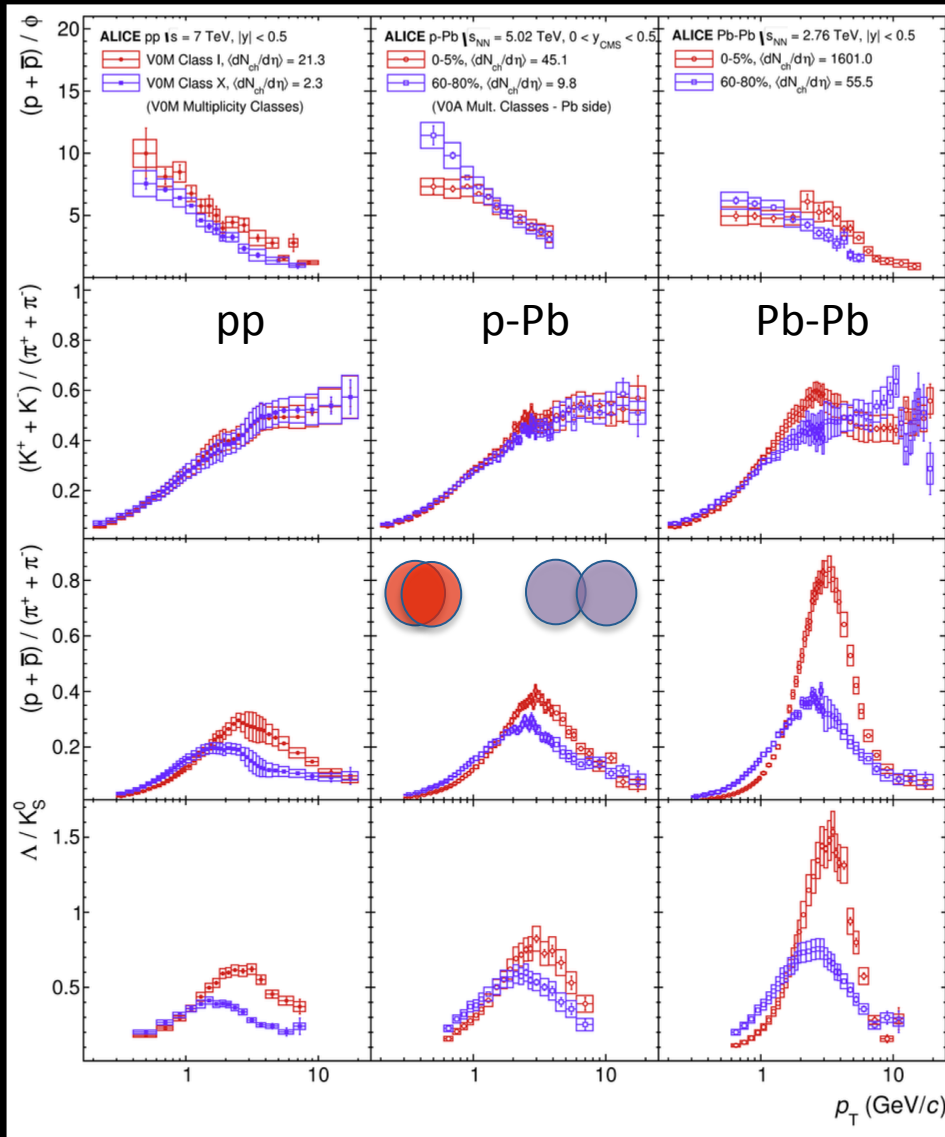 ALICE pp √s = 7 TeV, |y| < 0.5
V0M Class I, ⟨dN_ch/dη⟩ = 21.3
V0M Class X, ⟨dN_ch/dη⟩ = 2.3
(V0M Multiplicity Classes)
ALICE p-Pb √s_NN = 5.02 TeV, 0 < y_CMS < 0.5
0-5%, ⟨dN_ch/dη⟩ = 45.1
60-80%, ⟨dN_ch/dη⟩ = 9.8
(V0A Mult. Classes - Pb side)
ALICE Pb-Pb √s_NN = 2.76 TeV, |y| < 0.5
0-5%, ⟨dN_ch/dη⟩ = 1601.0
60-80%, ⟨dN_ch/dη⟩ = 55.5
(p + p̅) / ϕ
20
15
10
5
pp
p-Pb
Pb-Pb
(K⁺ + K⁻) / (π⁺ + π⁻)
1
0.8
0.6
0.4
0.2
(p + p̅) / (π⁺ + π⁻)
0.8
0.6
0.4
0.2
Λ / K⁰_S
1.5
1
0.5
1 10
1 10
1 10
p_T (GeV/c)